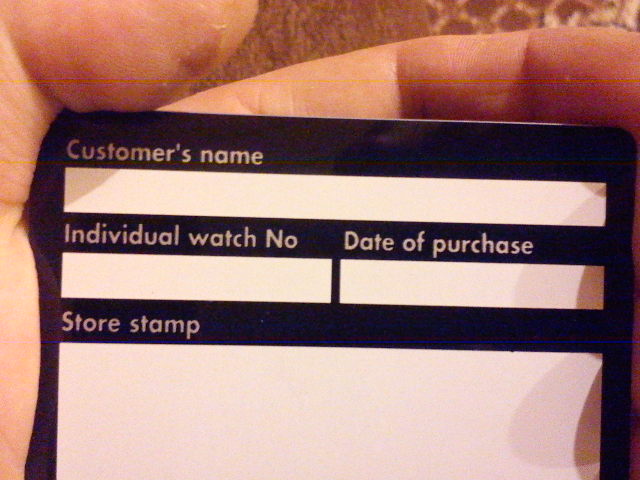 Customer's name
Individual watch No Date of purchase
Store stamp